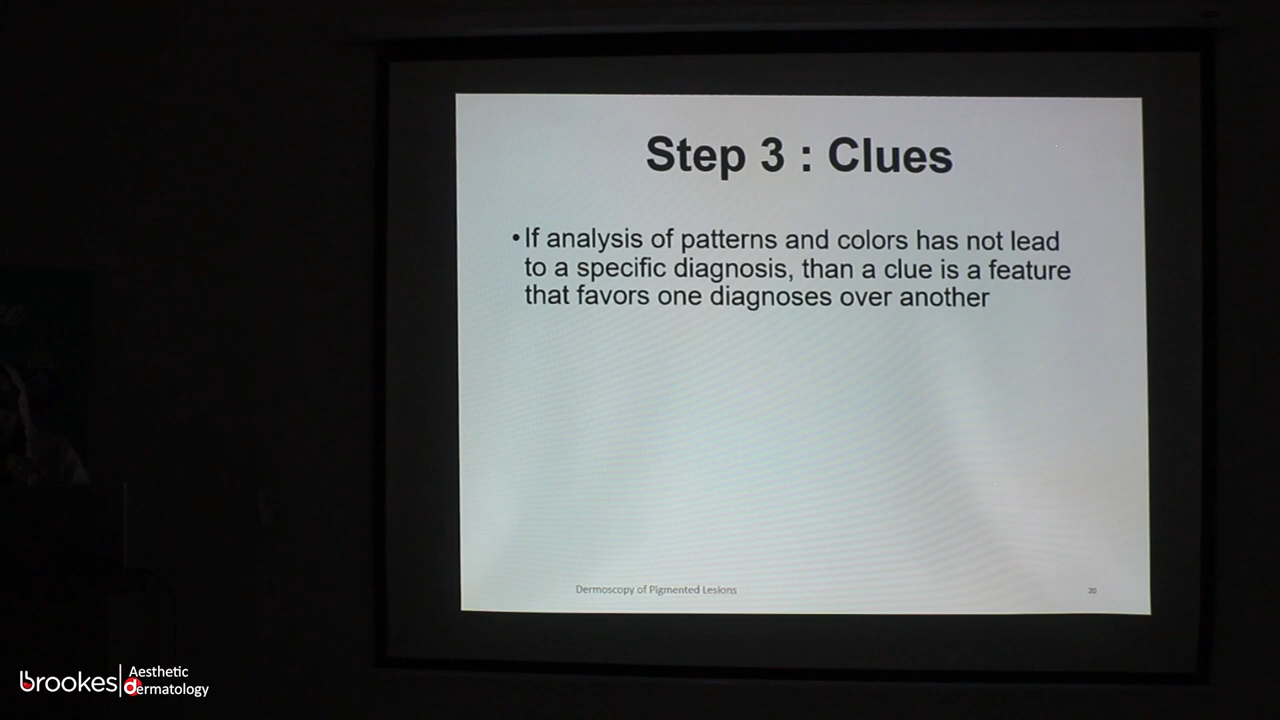 Step 3 : Clues
• If analysis of patterns and colors has not lead
to a specific diagnosis, than a clue is a feature
that favors one diagnoses over another
Dermoscopy of Pigmented Lesions
20
brookes
Aesthetic
dermatology